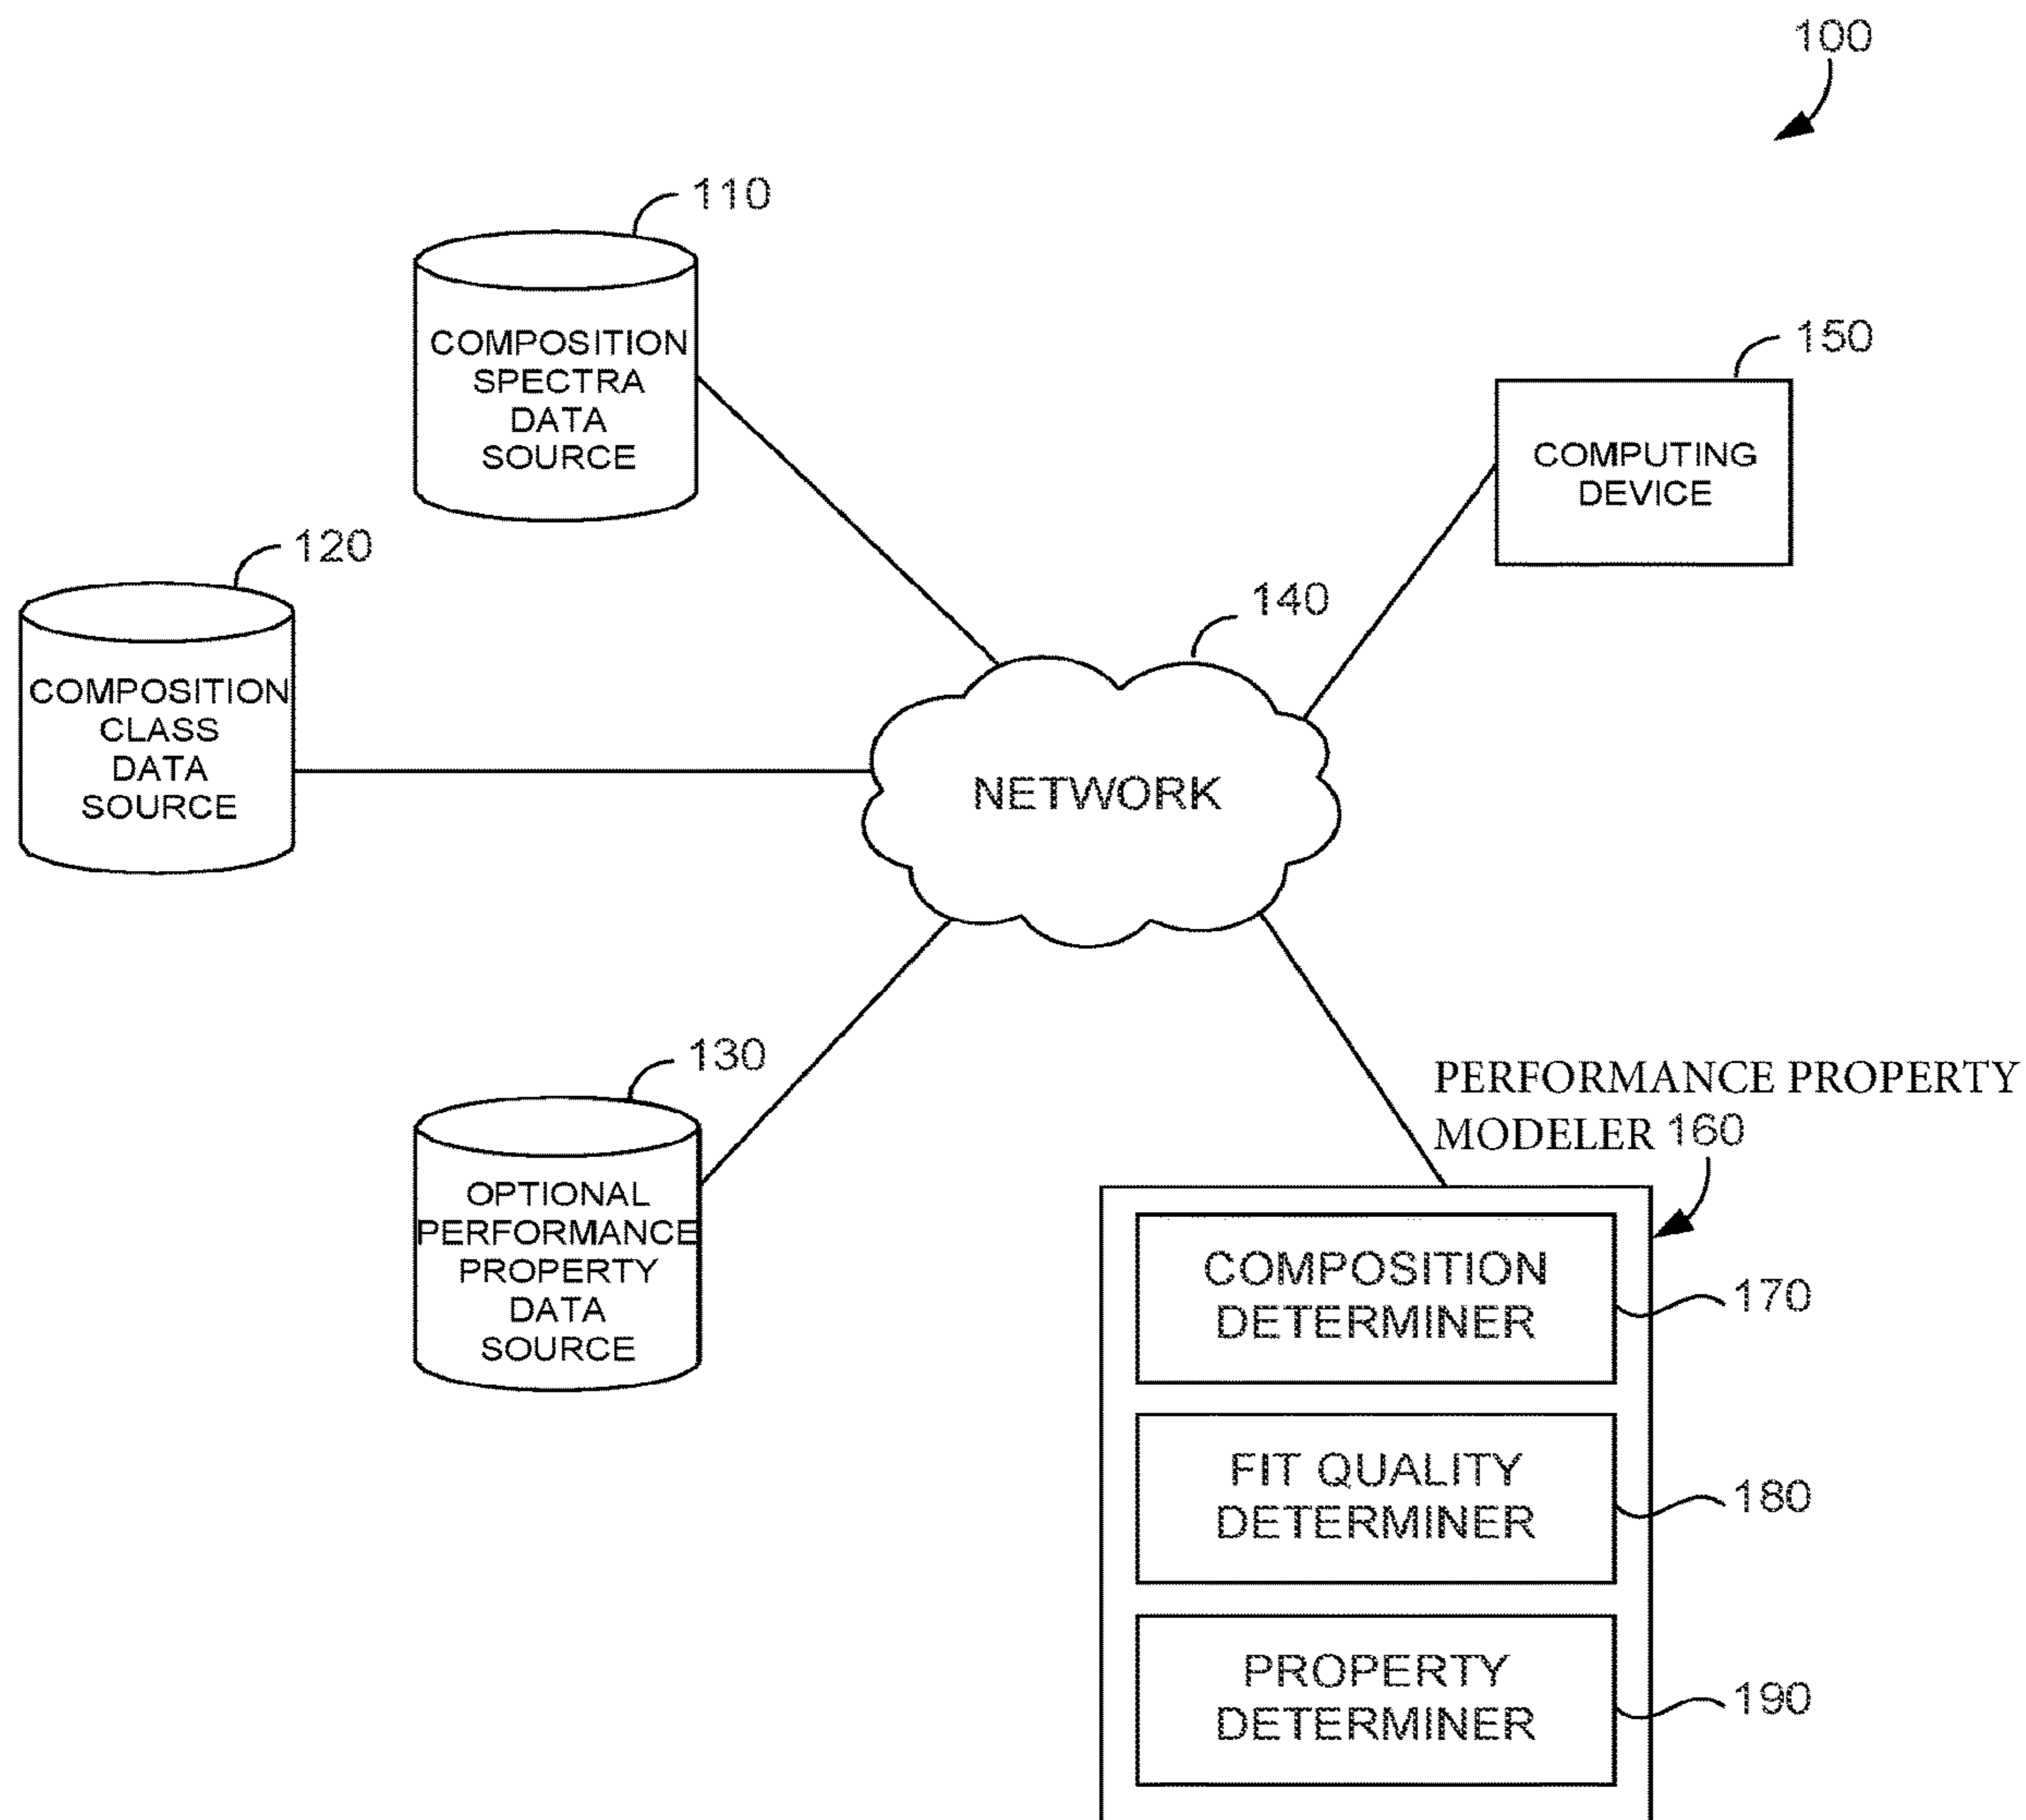 100
110
COMPOSITION
SPECTRA
DATA
SOURCE
150
COMPUTING
DEVICE
120
COMPOSITION
CLASS
DATA
SOURCE
140
NETWORK
130
OPTIONAL
PERFORMANCE
PROPERTY
DATA
SOURCE
PERFORMANCE PROPERTY
MODELER 160
COMPOSITION
DETERMINER
170
FIT QUALITY
DETERMINER
180
PROPERTY
DETERMINER
190